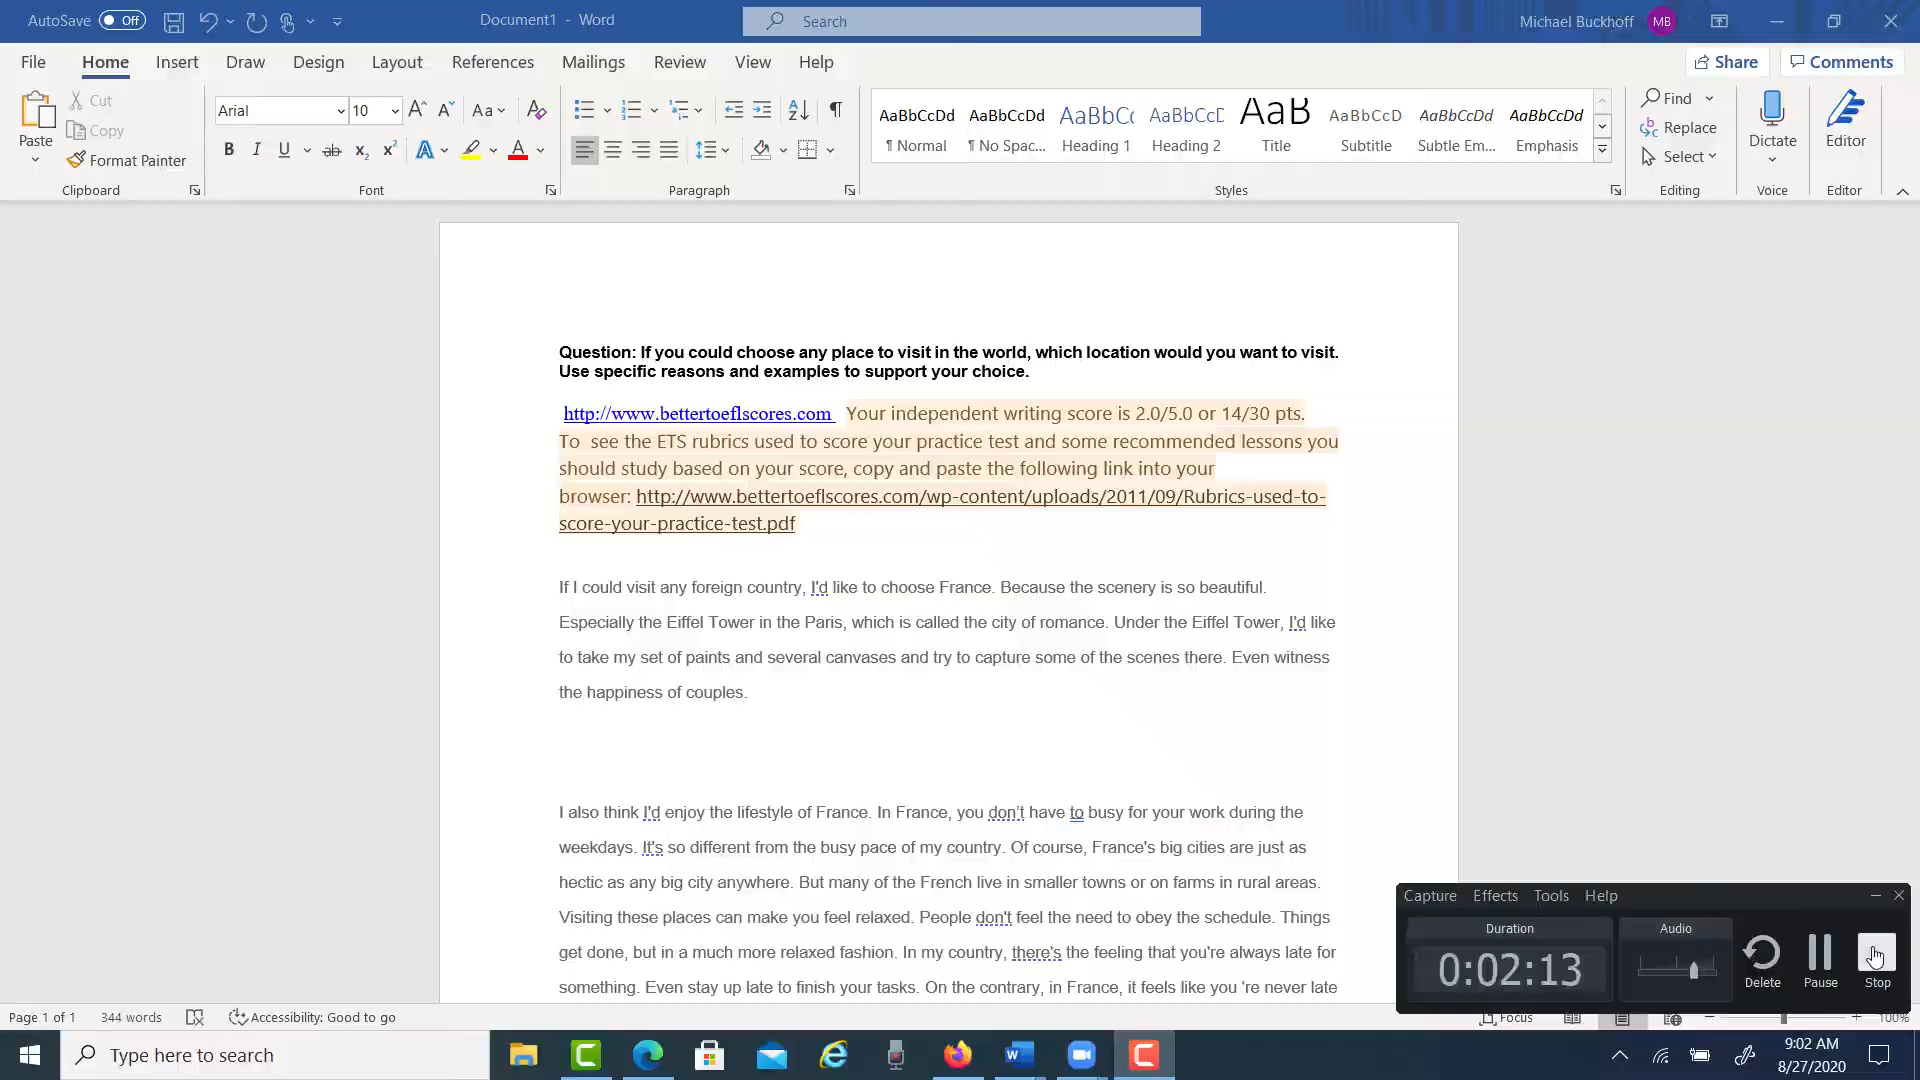 AutoSave Off Document1 - Word Search Michael Buckhoff MB
File Home Insert Draw Design Layout References Mailings Review View Help Share Comments
Paste Cut Copy Format Painter Clipboard
Arial 10 Aa Font
Paragraph
AaBbCcDd AaBbCcDd AaBbCc AaBbCcD AaB AaBbCcD AaBbCcDd AaBbCcDd
¶ Normal ¶ No Spac... Heading 1 Heading 2 Title Subtitle Subtle Em... Emphasis
Styles
Find Replace Select Editing
Dictate Voice
Editor Editor
Question: If you could choose any place to visit in the world, which location would you want to visit.
Use specific reasons and examples to support your choice.
http://www.bettertoeflscores.com Your independent writing score is 2.0/5.0 or 14/30 pts.
To see the ETS rubrics used to score your practice test and some recommended lessons you
should study based on your score, copy and paste the following link into your
browser: http://www.bettertoeflscores.com/wp-content/uploads/2011/09/Rubrics-used-to-
score-your-practice-test.pdf
If I could visit any foreign country, I'd like to choose France. Because the scenery is so beautiful.
Especially the Eiffel Tower in the Paris, which is called the city of romance. Under the Eiffel Tower, I'd like
to take my set of paints and several canvases and try to capture some of the scenes there. Even witness
the happiness of couples.
I also think I'd enjoy the lifestyle of France. In France, you don't have to busy for your work during the
weekdays. It's so different from the busy pace of my country. Of course, France's big cities are just as
hectic as any big city anywhere. But many of the French live in smaller towns or on farms in rural areas.
Visiting these places can make you feel relaxed. People don't feel the need to obey the schedule. Things
get done, but in a much more relaxed fashion. In my country, there's the feeling that you're always late for
something. Even stay up late to finish your tasks. On the contrary, in France, it feels like you 're never late
Capture Effects Tools Help
Duration Audio
0:02:13
Delete Pause Stop
Page 1 of 1 344 words Accessibility: Good to go Focus 100%
Type here to search
9:02 AM
8/27/2020